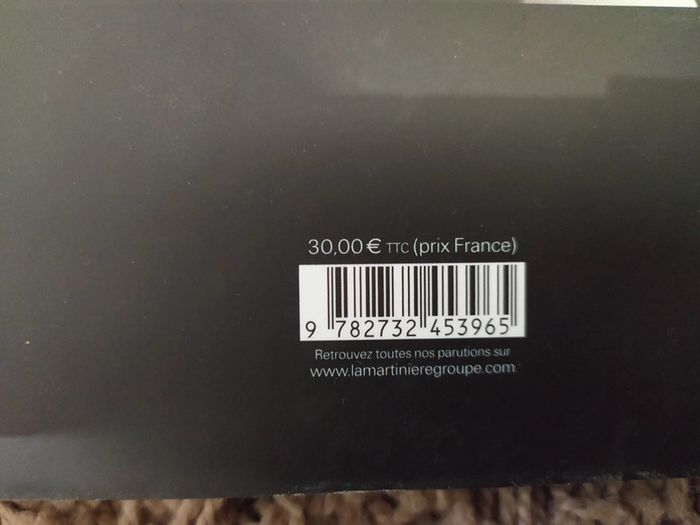 30,00 € TTC (prix France)
9 782732 453965
Retrouvez toutes nos parutions sur
www.lamartinieregroupe.com